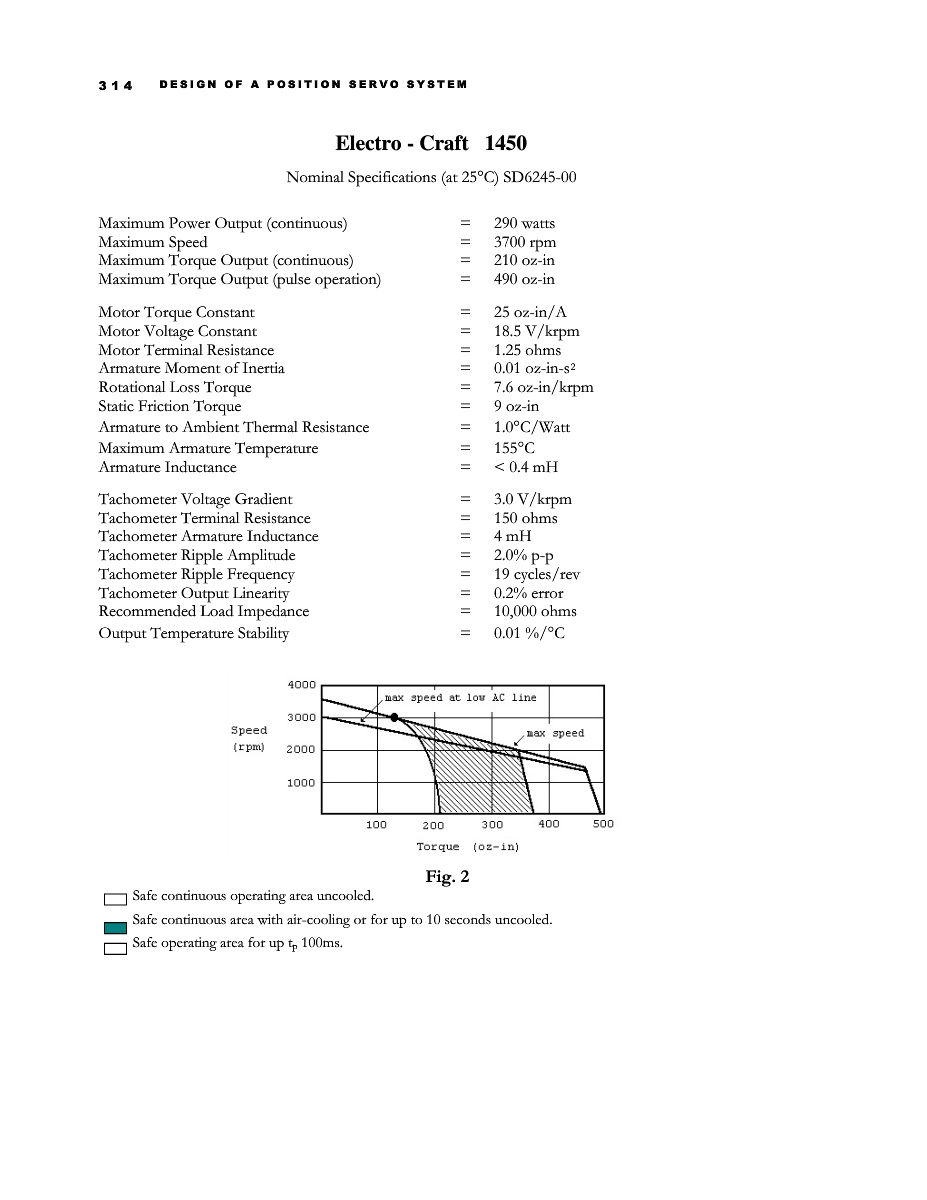 314 DESIGN OF A POSITION SERVO SYSTEM
Electro - Craft 1450
Nominal Specifications (at 25°C) SD6245-00
Maximum Power Output (continuous) = 290 watts
Maximum Speed = 3700 rpm
Maximum Torque Output (continuous) = 210 oz-in
Maximum Torque Output (pulse operation) = 490 oz-in
Motor Torque Constant = 25 oz-in/A
Motor Voltage Constant = 18.5 V/krpm
Motor Terminal Resistance = 1.25 ohms
Armature Moment of Inertia = 0.01 oz-in-s²
Rotational Loss Torque = 7.6 oz-in/krpm
Static Friction Torque = 9 oz-in
Armature to Ambient Thermal Resistance = 1.0°C/Watt
Maximum Armature Temperature = 155°C
Armature Inductance = < 0.4 mH
Tachometer Voltage Gradient = 3.0 V/krpm
Tachometer Terminal Resistance = 150 ohms
Tachometer Armature Inductance = 4 mH
Tachometer Ripple Amplitude = 2.0% p-p
Tachometer Ripple Frequency = 19 cycles/rev
Tachometer Output Linearity = 0.2% error
Recommended Load Impedance = 10,000 ohms
Output Temperature Stability = 0.01 %/°C
4000
max speed at low AC line
3000
Speed
(rpm)
max speed
2000
1000
100 200 300 400 500
Torque (oz-in)
Fig. 2
Safe continuous operating area uncooled.
Safe continuous area with air-cooling or for up to 10 seconds uncooled.
Safe operating area for up tp 100ms.